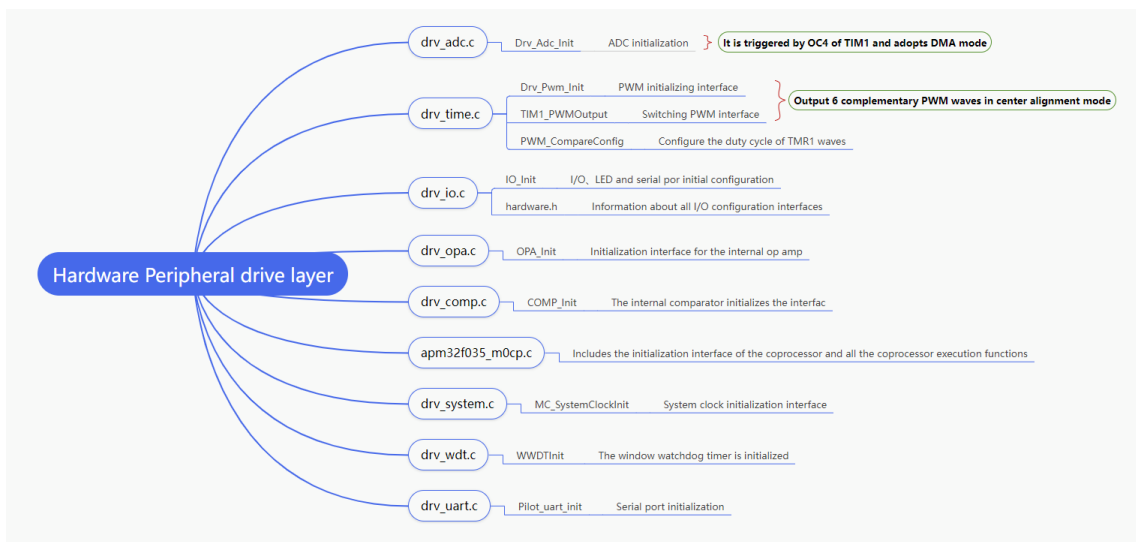 drv_adc.c Drv_Adc_Init ADC initialization It is triggered by OC4 of TIM1 and adopts DMA mode
Drv_Pwm_Init PWM initializing interface
Output 6 complementary PWM waves in center alignment mode
drv_time.c TIM1_PWMOutput Switching PWM interface
PWM_CompareConfig Configure the duty cycle of TMR1 waves
IO_Init I/O、LED and serial por initial configuration
drv_io.c
hardware.h Information about all I/O configuration interfaces
drv_opa.c OPA_Init Initialization interface for the internal op amp
Hardware Peripheral drive layer
drv_comp.c COMP_Init The internal comparator initializes the interfac
apm32f035_m0cp.c Includes the initialization interface of the coprocessor and all the coprocessor execution functions
drv_system.c MC_SystemClockInit System clock initialization interface
drv_wdt.c WWDTInit The window watchdog timer is initialized
drv_uart.c Pilot_uart_init Serial port initialization